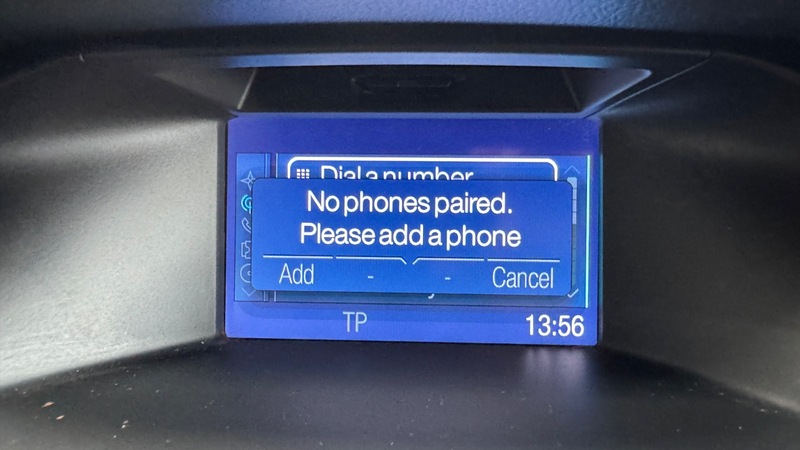 Dial a number
No phones paired.
Please add a phone
Add - - Cancel
TP 13:56